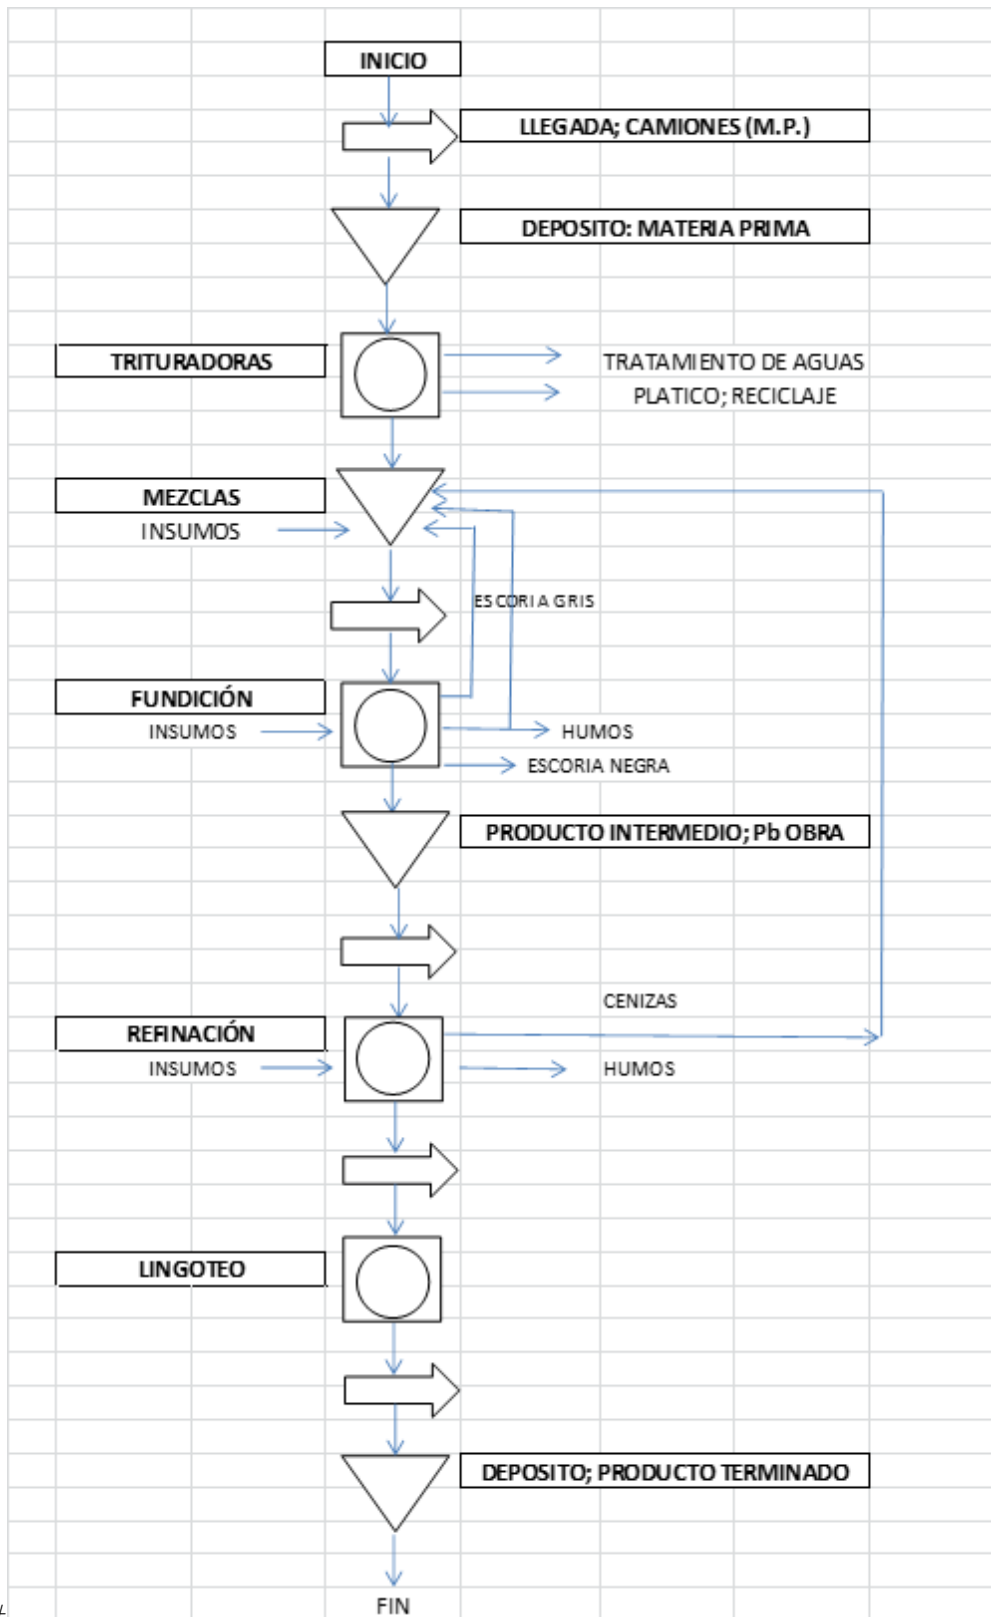 INICIO
LLEGADA; CAMIONES (M.P.)
DEPOSITO: MATERIA PRIMA
TRITURADORAS
TRATAMIENTO DE AGUAS
PLATICO; RECICLAJE
MEZCLAS
INSUMOS
ESCORIA GRIS
FUNDICIÓN
INSUMOS
HUMOS
ESCORIA NEGRA
PRODUCTO INTERMEDIO; Pb OBRA
CENIZAS
REFINACIÓN
INSUMOS
HUMOS
LINGOTEO
DEPOSITO; PRODUCTO TERMINADO
FIN